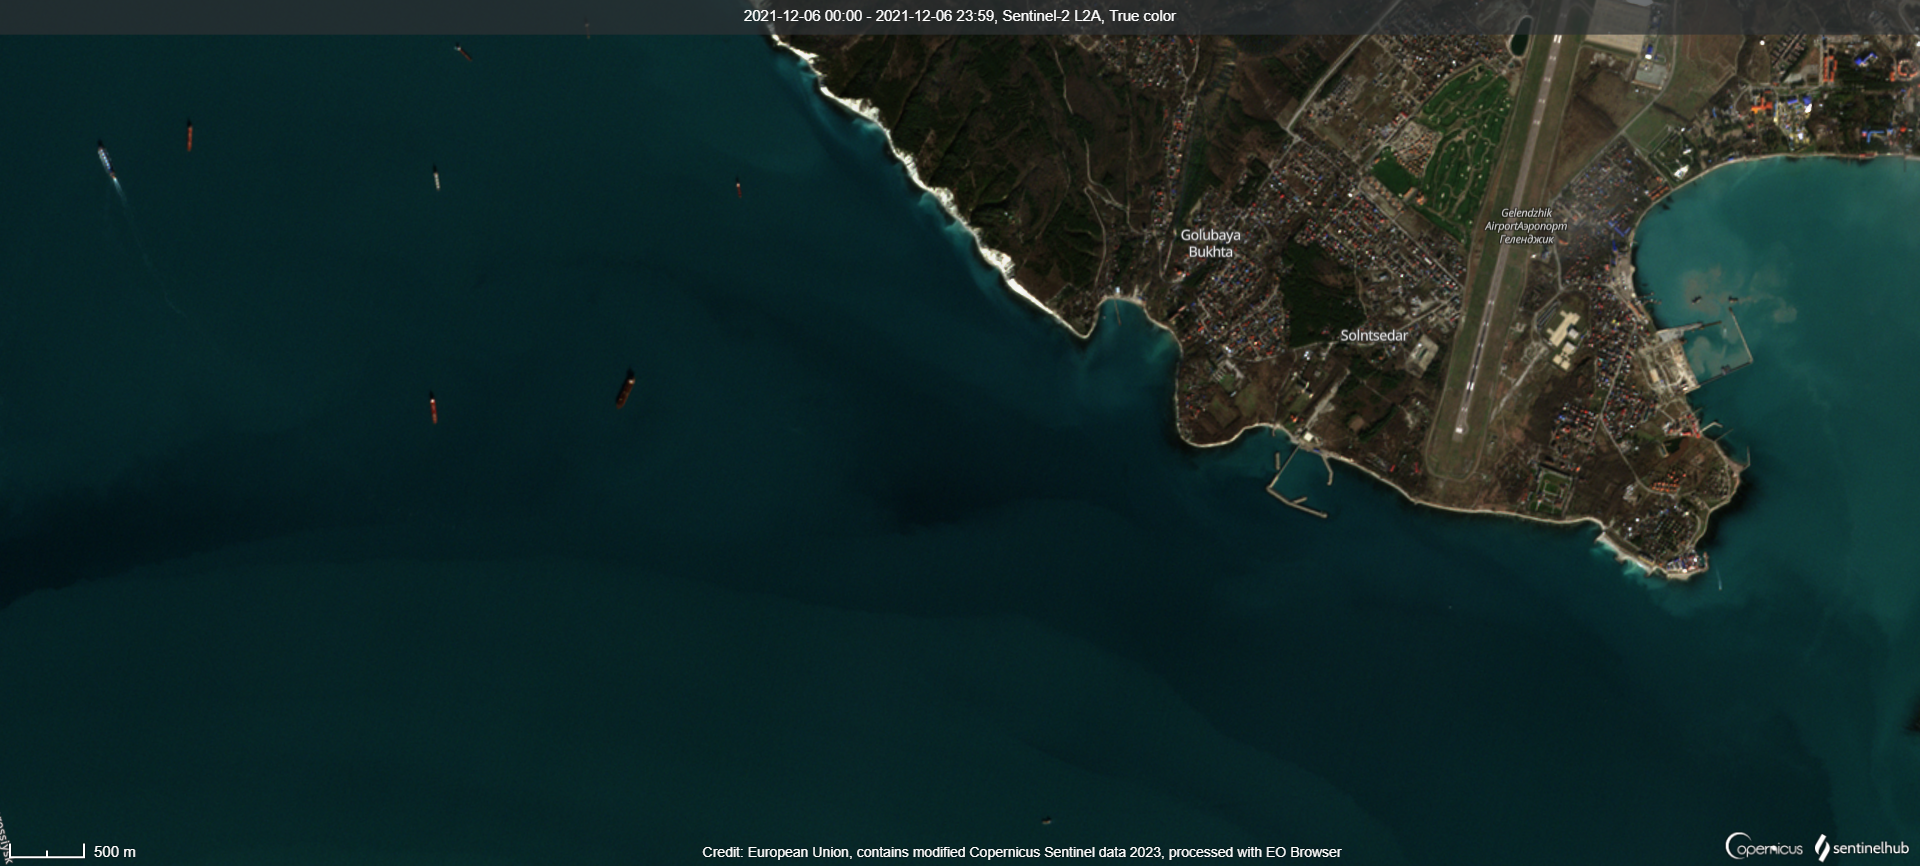 2021-12-06 00:00 - 2021-12-06 23:59, Sentinel-2 L2A, True color
Gelendzhik
AirportАэропорт
Геленджик
Golubaya
Bukhta
Solntsedar
500 m
Credit: European Union, contains modified Copernicus Sentinel data 2023, processed with EO Browser
Copernicus
sentinelhub